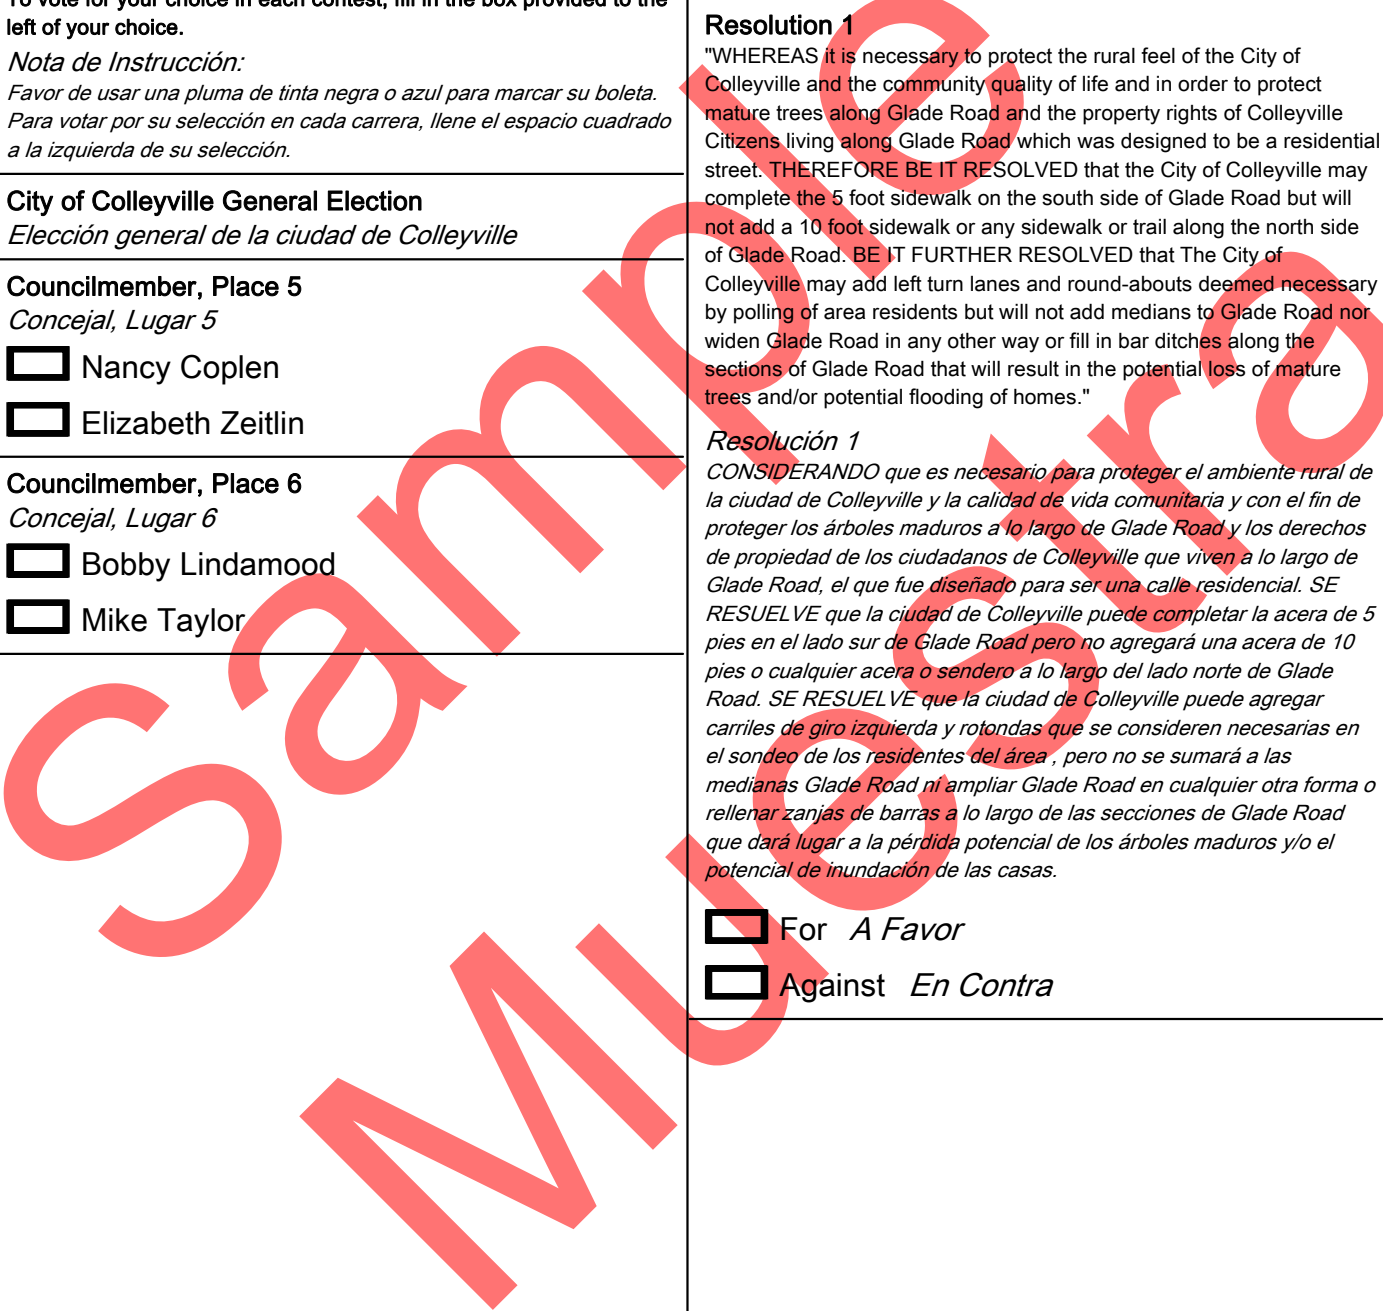 To vote for your choice in each contest, fill in the box provided to the
left of your choice.
Nota de Instrucción:
Favor de usar una pluma de tinta negra o azul para marcar su boleta.
Para votar por su selección en cada carrera, llene el espacio cuadrado
a la izquierda de su selección.
City of Colleyville General Election
Elección general de la ciudad de Colleyville
Councilmember, Place 5
Concejal, Lugar 5
Nancy Coplen
Elizabeth Zeitlin
Councilmember, Place 6
Concejal, Lugar 6
Bobby Lindamood
Mike Taylor
Resolution 1
"WHEREAS it is necessary to protect the rural feel of the City of
Colleyville and the community quality of life and in order to protect
mature trees along Glade Road and the property rights of Colleyville
Citizens living along Glade Road which was designed to be a residential
street. THEREFORE BE IT RESOLVED that the City of Colleyville may
complete the 5 foot sidewalk on the south side of Glade Road but will
not add a 10 foot sidewalk or any sidewalk or trail along the north side
of Glade Road. BE IT FURTHER RESOLVED that The City of
Colleyville may add left turn lanes and round-abouts deemed necessary
by polling of area residents but will not add medians to Glade Road nor
widen Glade Road in any other way or fill in bar ditches along the
sections of Glade Road that will result in the potential loss of mature
trees and/or potential flooding of homes."
Resolución 1
CONSIDERANDO que es necesario para proteger el ambiente rural de
la ciudad de Colleyville y la calidad de vida comunitaria y con el fin de
proteger los árboles maduros a lo largo de Glade Road y los derechos
de propiedad de los ciudadanos de Colleyville que viven a lo largo de
Glade Road, el que fue diseñado para ser una calle residencial. SE
RESUELVE que la ciudad de Colleyville puede completar la acera de 5
pies en el lado sur de Glade Road pero no agregará una acera de 10
pies o cualquier acera o sendero a lo largo del lado norte de Glade
Road. SE RESUELVE que la ciudad de Colleyville puede agregar
carriles de giro izquierda y rotondas que se consideren necesarias en
el sondeo de los residentes del área , pero no se sumará a las
medianas Glade Road ni ampliar Glade Road en cualquier otra forma o
rellenar zanjas de barras a lo largo de las secciones de Glade Road
que dará lugar a la pérdida potencial de los árboles maduros y/o el
potencial de inundación de las casas.
For A Favor
Against En Contra
Sample
Muestra